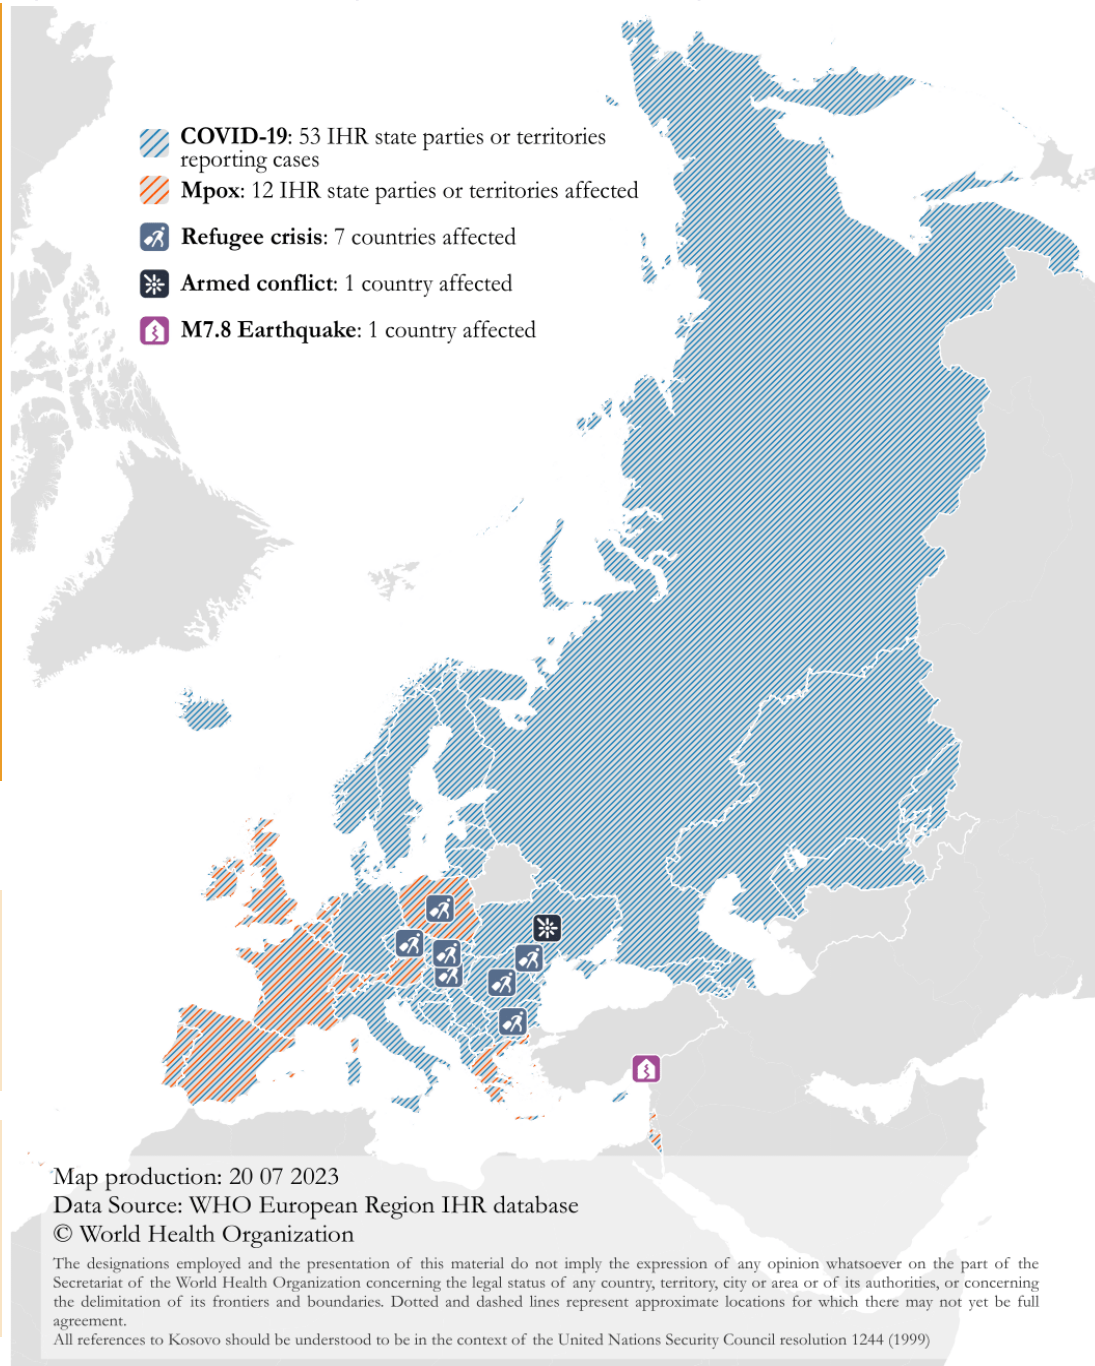 COVID-19: 53 IHR state parties or territories
reporting cases
Mpox: 12 IHR state parties or territories affected
Refugee crisis: 7 countries affected
Armed conflict: 1 country affected
M7.8 Earthquake: 1 country affected
Map production: 20 07 2023
Data Source: WHO European Region IHR database
© World Health Organization
The designations employed and the presentation of this material do not imply the expression of any opinion whatsoever on the part of the
Secretariat of the World Health Organization concerning the legal status of any country, territory, city or area or of its authorities, or concerning
the delimitation of its frontiers and boundaries. Dotted and dashed lines represent approximate locations for which there may not yet be full
agreement.
All references to Kosovo should be understood to be in the context of the United Nations Security Council resolution 1244 (1999)